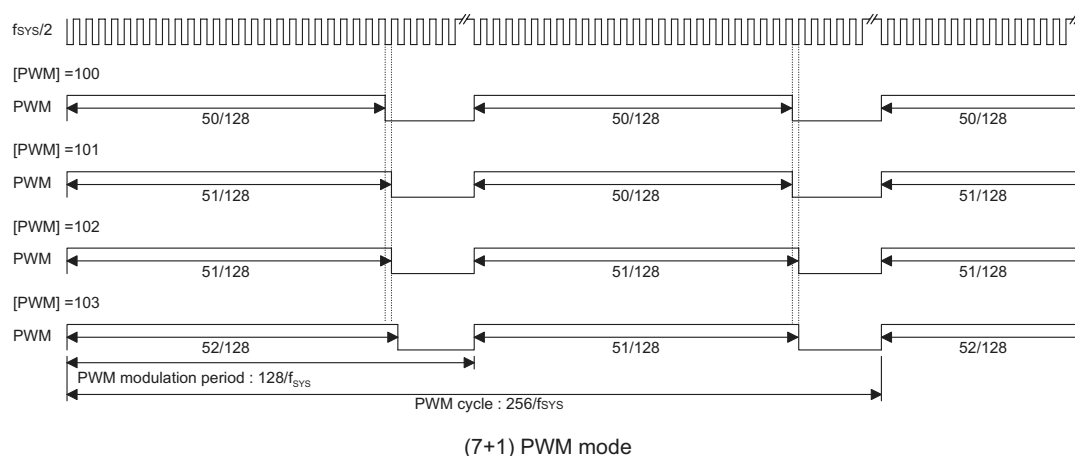 fSYS/2
[PWM] =100
PWM
50/128 50/128 50/128
[PWM] =101
PWM
51/128 50/128 51/128
[PWM] =102
PWM
51/128 51/128 51/128
[PWM] =103
PWM
52/128 51/128 52/128
PWM modulation period : 128/fSYS
PWM cycle : 256/fSYS
(7+1) PWM mode